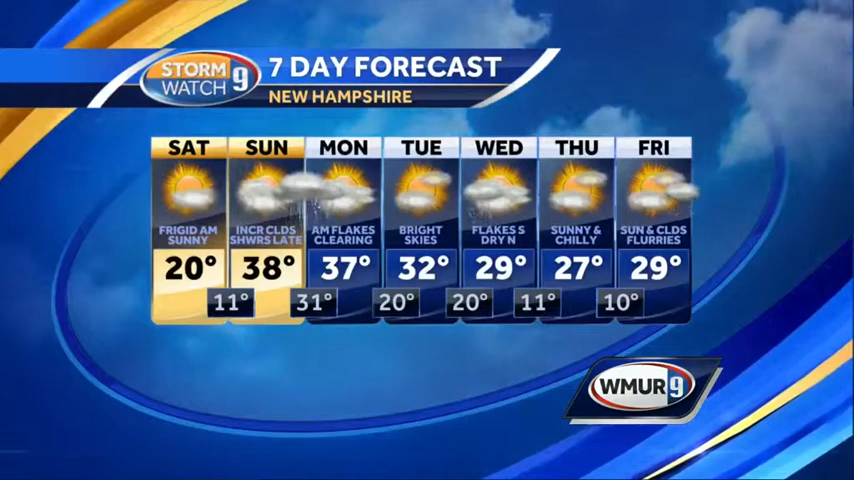 STORM
WATCH 9
7 DAY FORECAST
NEW HAMPSHIRE
SAT SUN MON TUE WED THU FRI
FRIGID AM SUNNY
INCR CLDS SHWRS LATE
AM FLAKES CLEARING
BRIGHT SKIES
FLAKES S DRY N
SUNNY & CHILLY
SUN & CLDS FLURRIES
20° 38° 37° 32° 29° 27° 29°
11° 31° 20° 20° 11° 10°
WMUR 9